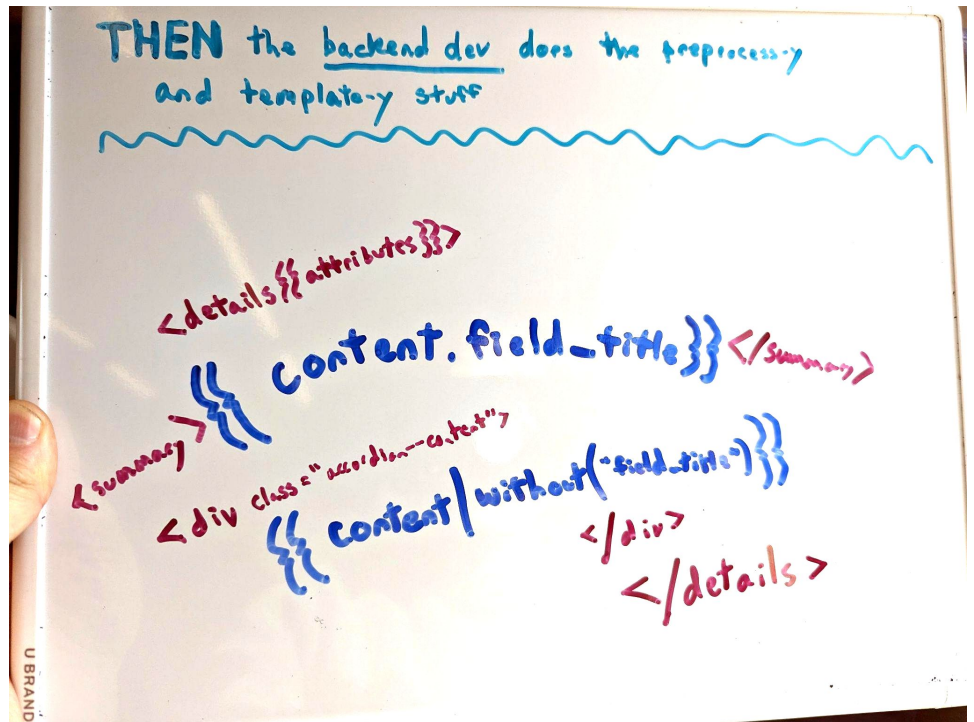 THEN the backend dev does the preprocess-y
and template-y stuff
<details{{attributes}}>
<summary>{{ content.field_title}}</summary>
<div class="accordion--content">
{{ content|without("field_title")}}
</div>
</details>
U BRAND